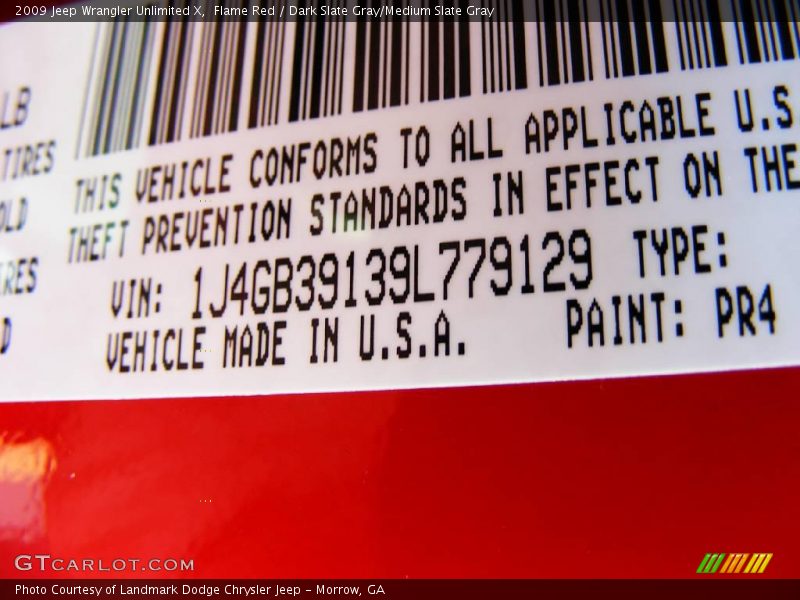 2009 Jeep Wrangler Unlimited X, Flame Red / Dark Slate Gray/Medium Slate Gray
LB
TIRES
OLD
THIS VEHICLE CONFORMS TO ALL APPLICABLE U.S
THEFT PREVENTION STANDARDS IN EFFECT ON THE
VIN: 1J4GB39139L779129 TYPE:
VEHICLE MADE IN U.S.A. PAINT: PR4
GTCARLOT.COM
Photo Courtesy of Landmark Dodge Chrysler Jeep - Morrow, GA